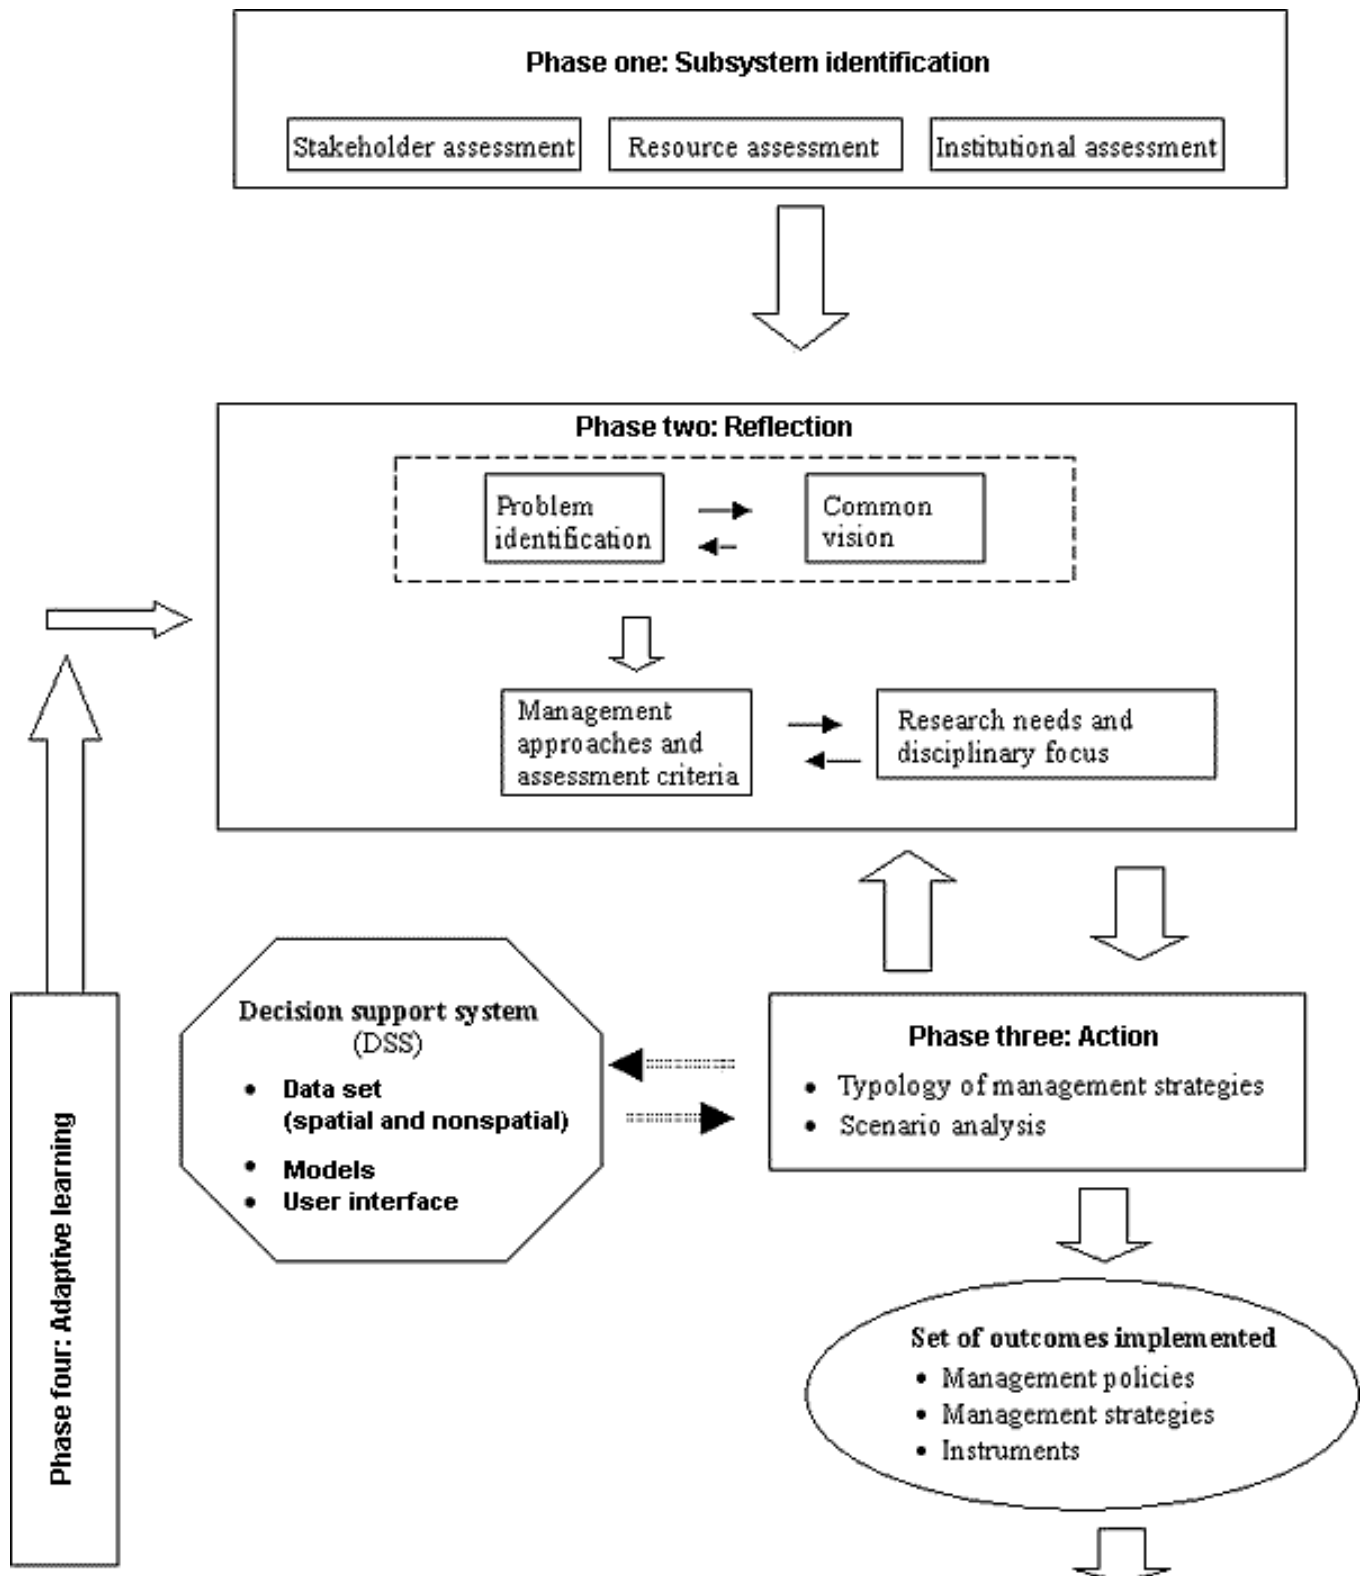 Phase one: Subsystem identification
Stakeholder assessment
Resource assessment
Institutional assessment
Phase two: Reflection
Problem
identification
Common
vision
Management
approaches and
assessment criteria
Research needs and
disciplinary focus
Decision support system
(DSS)
• Data set
(spatial and nonspatial)
• Models
• User interface
Phase three: Action
• Typology of management strategies
• Scenario analysis
Phase four: Adaptive learning
Set of outcomes implemented
• Management policies
• Management strategies
• Instruments